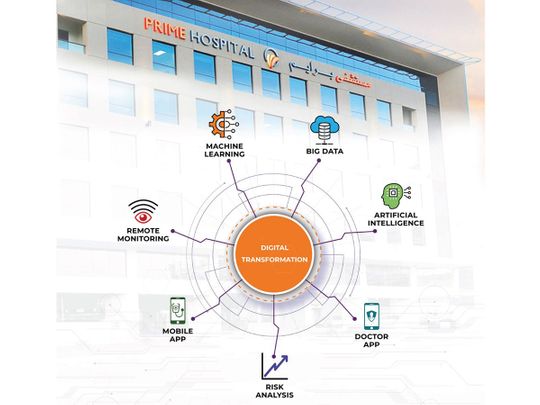 PRIME HOSPITAL مستشفى برايم
MACHINE
LEARNING
BIG DATA
ARTIFICIAL
INTELLIGENCE
REMOTE
MONITORING
DIGITAL
TRANSFORMATION
MOBILE
APP
DOCTOR
APP
RISK
ANALYSIS